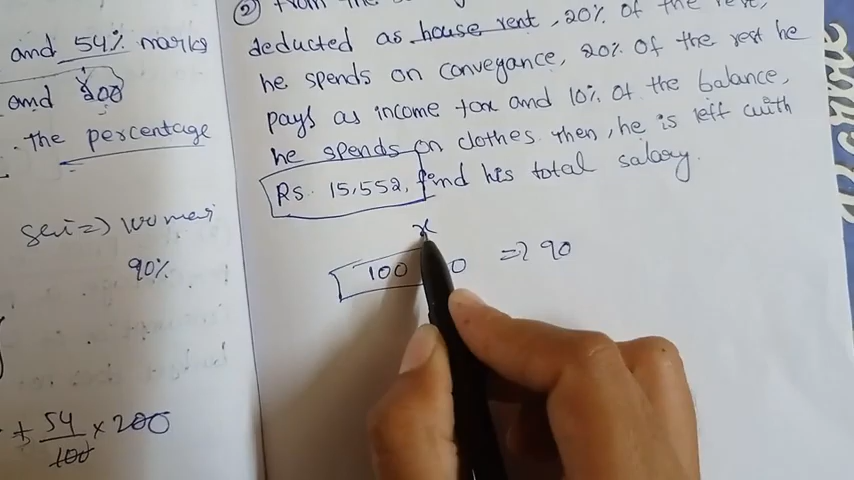 and 54% marks
and 200
the percentage
100 mar
90%
+ 54/100 × 200
② From the
deducted as house rent, 20% of the rest,
he spends on conveyance, 20% of the rest he
pays as income tax and 10% of the balance,
he spends on clothes. Then, he is left with
Rs. 15,552, find his total salary.
x
100 0 => 90